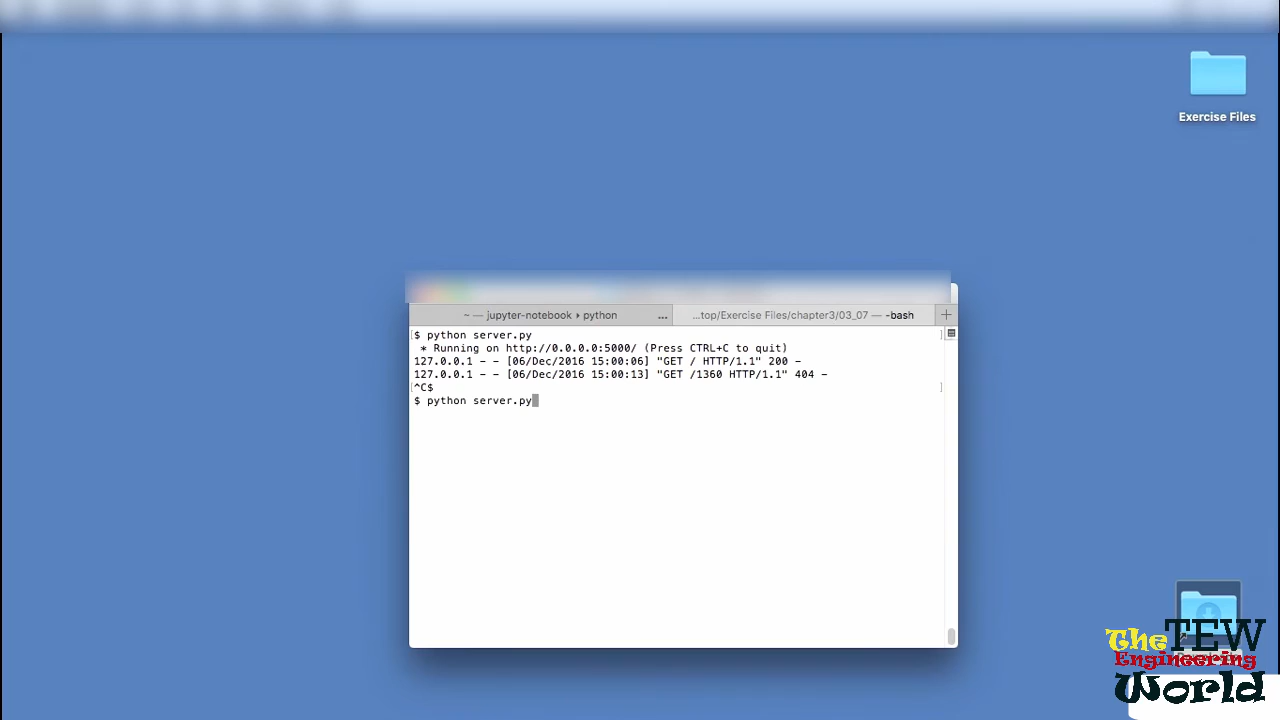 Exercise Files
~ — jupyter-notebook ▸ python ...
...top/Exercise Files/chapter3/03_07 — -bash +
[$ python server.py ]
* Running on http://0.0.0.0:5000/ (Press CTRL+C to quit)
127.0.0.1 - - [06/Dec/2016 15:00:06] "GET / HTTP/1.1" 200 -
127.0.0.1 - - [06/Dec/2016 15:00:13] "GET /1360 HTTP/1.1" 404 -
[^C$ ]
$ python server.py
The TEW
Engineering
World